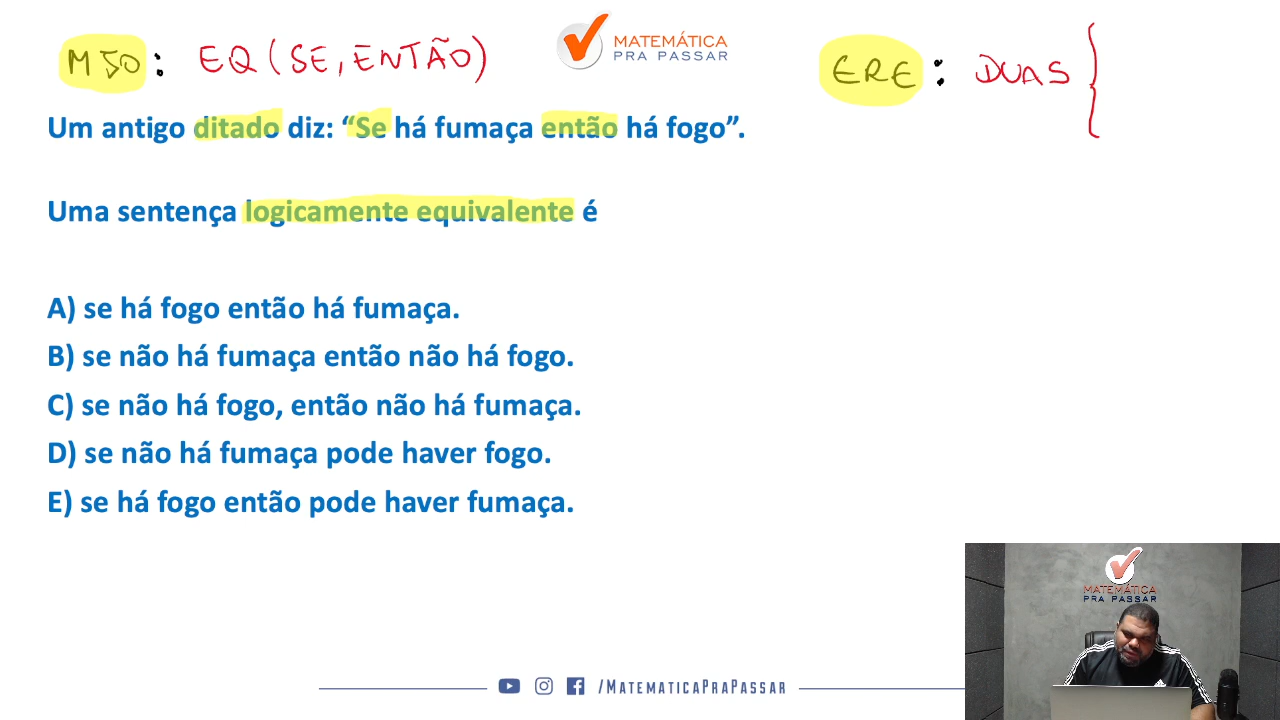 M50: EQ (SE, ENTÃO)
MATEMÁTICA
PRA PASSAR
ERE: DUAS
Um antigo ditado diz: “Se há fumaça então há fogo”.
Uma sentença logicamente equivalente é
A) se há fogo então há fumaça.
B) se não há fumaça então não há fogo.
C) se não há fogo, então não há fumaça.
D) se não há fumaça pode haver fogo.
E) se há fogo então pode haver fumaça.
MATEMÁTICA
PRA PASSAR
/MATEMATICAPRAPASSAR